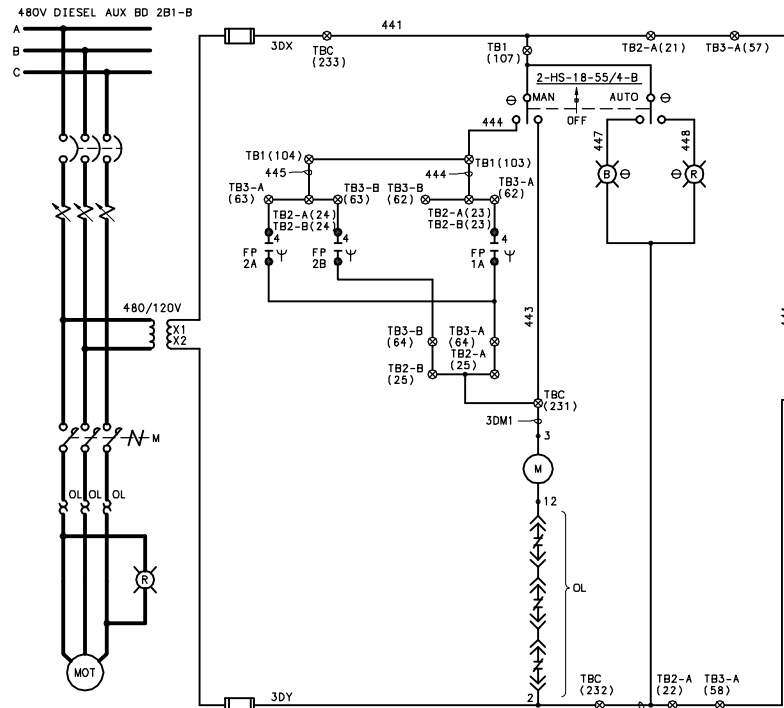 480V DIESEL AUX BD 2B1-B
A
B
C
3DX
TBC
(233)
441
TB1
(107)
TB2-A(21)
TB3-A(57)
2-HS-18-55/4-B
MAN
AUTO
OFF
444
447
448
TB1(104)
445
TB1(103)
444
B
R
TB3-A
(63)
TB3-B
(63)
TB3-B
(62)
TB3-A
(62)
TB2-A(24)
TB2-B(24)
TB2-A(23)
TB2-B(23)
4
4
4
FP
2A
FP
2B
FP
1A
480/120V
X1
X2
443
TB3-B
(64)
TB3-A
(64)
TB2-B
(25)
TB2-A
(25)
TBC
(231)
3DM1
3
M
M
12
OL
OL
OL
OL
R
MOT
3DY
2
TBC
(232)
TB2-A
(22)
TB3-A
(58)